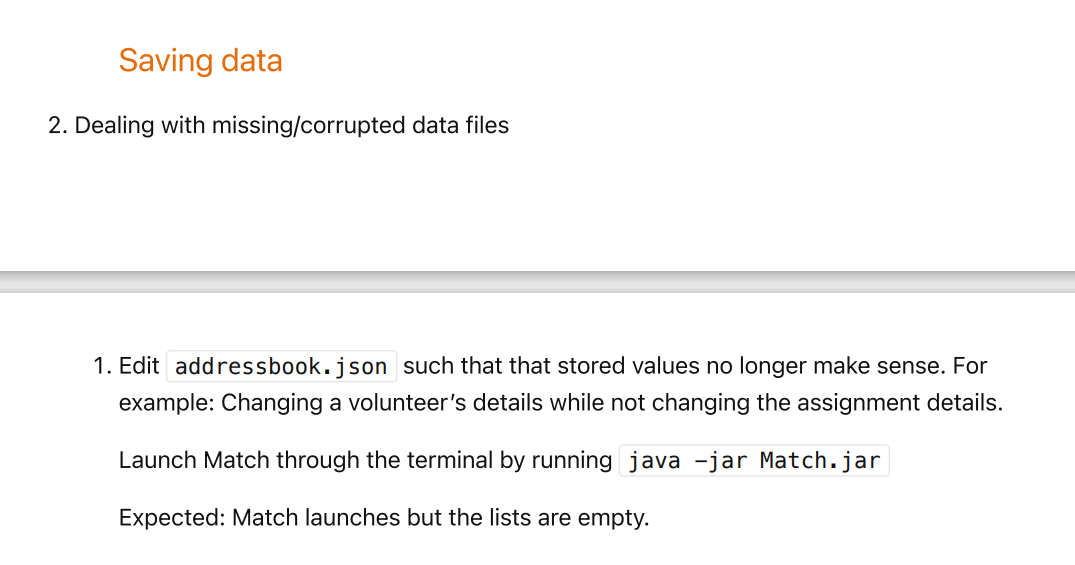 Saving data
2. Dealing with missing/corrupted data files
1. Edit addressbook.json such that that stored values no longer make sense. For
example: Changing a volunteer’s details while not changing the assignment details.
Launch Match through the terminal by running java -jar Match.jar
Expected: Match launches but the lists are empty.